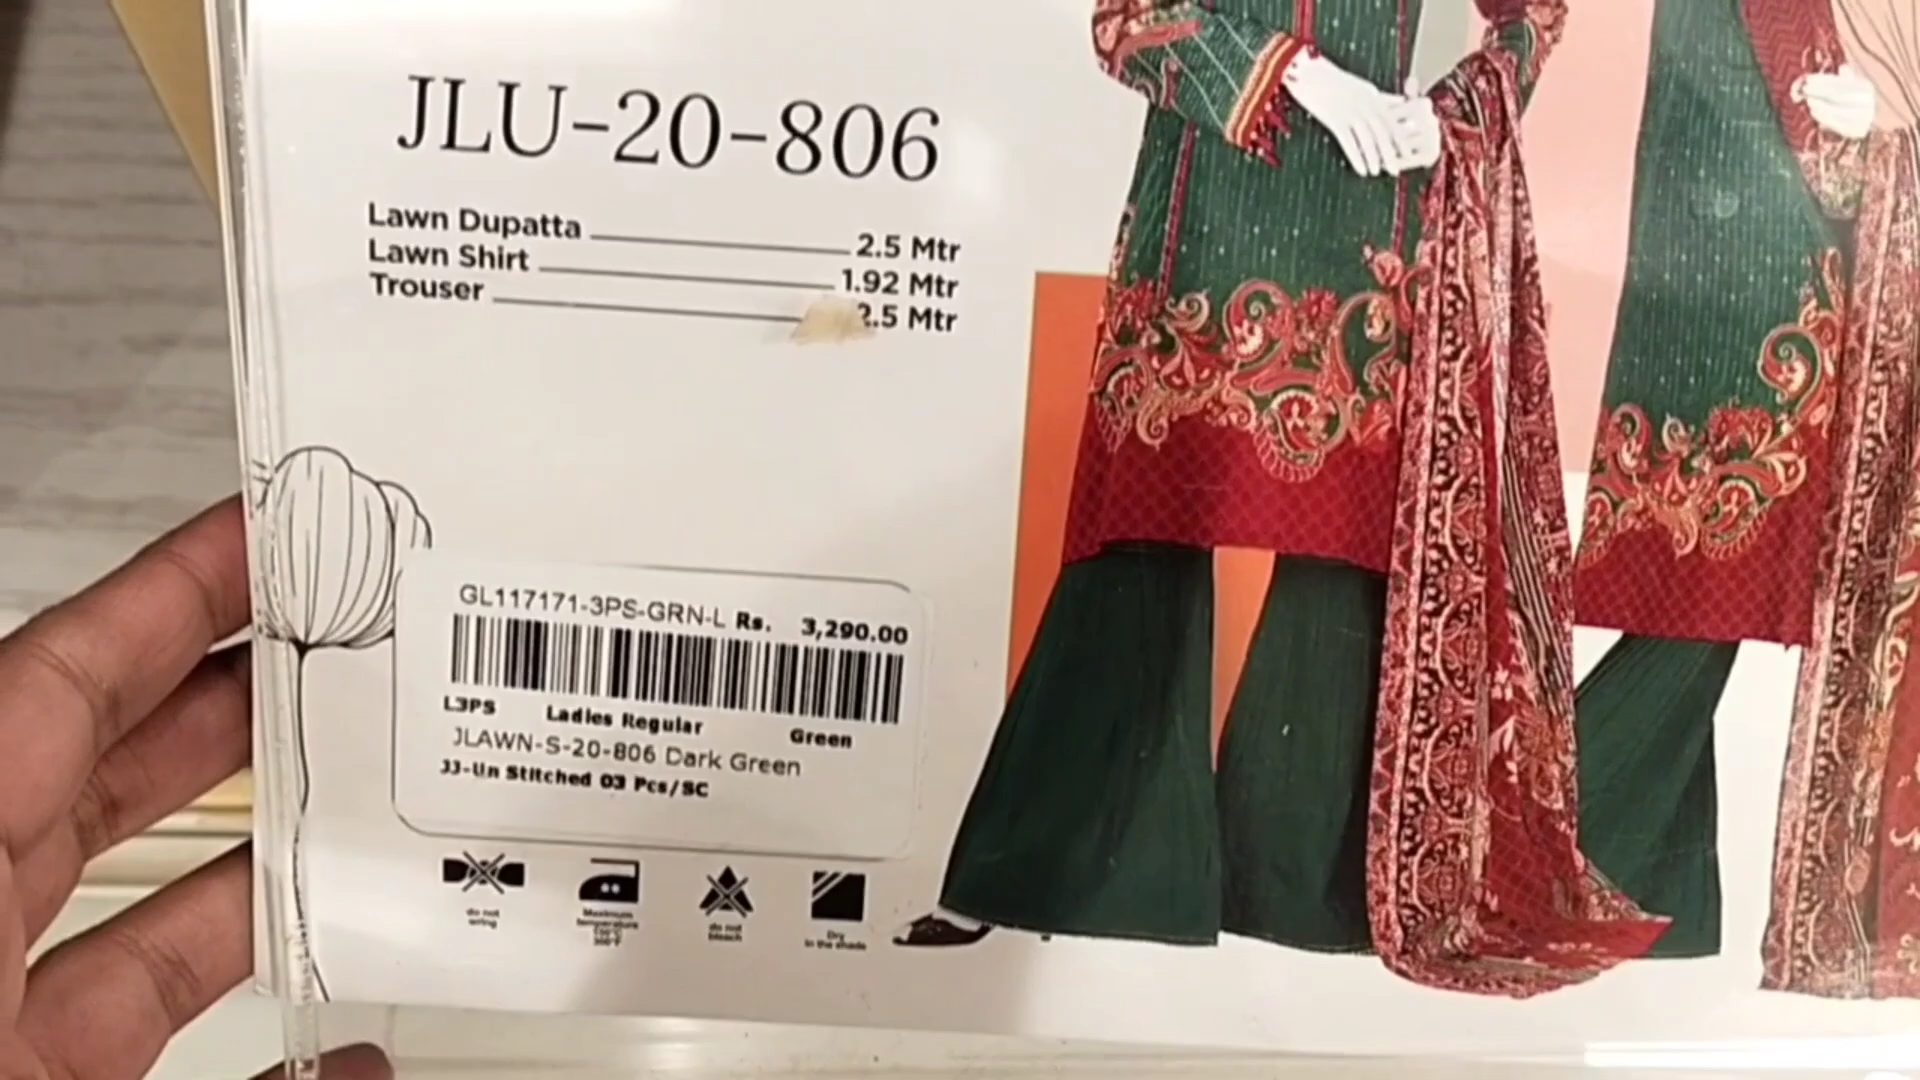 JLU-20-806
Lawn Dupatta 2.5 Mtr
Lawn Shirt 1.92 Mtr
Trouser 2.5 Mtr
GL117171-3PS-GRN-L Rs. 3,290.00
L3PS Ladies Regular Green
JLAWN-S-20-806 Dark Green
JJ-Un Stitched 03 Pcs/SC
do not
wring
Maximum
temperature
do not
bleach
Dry
in the shade